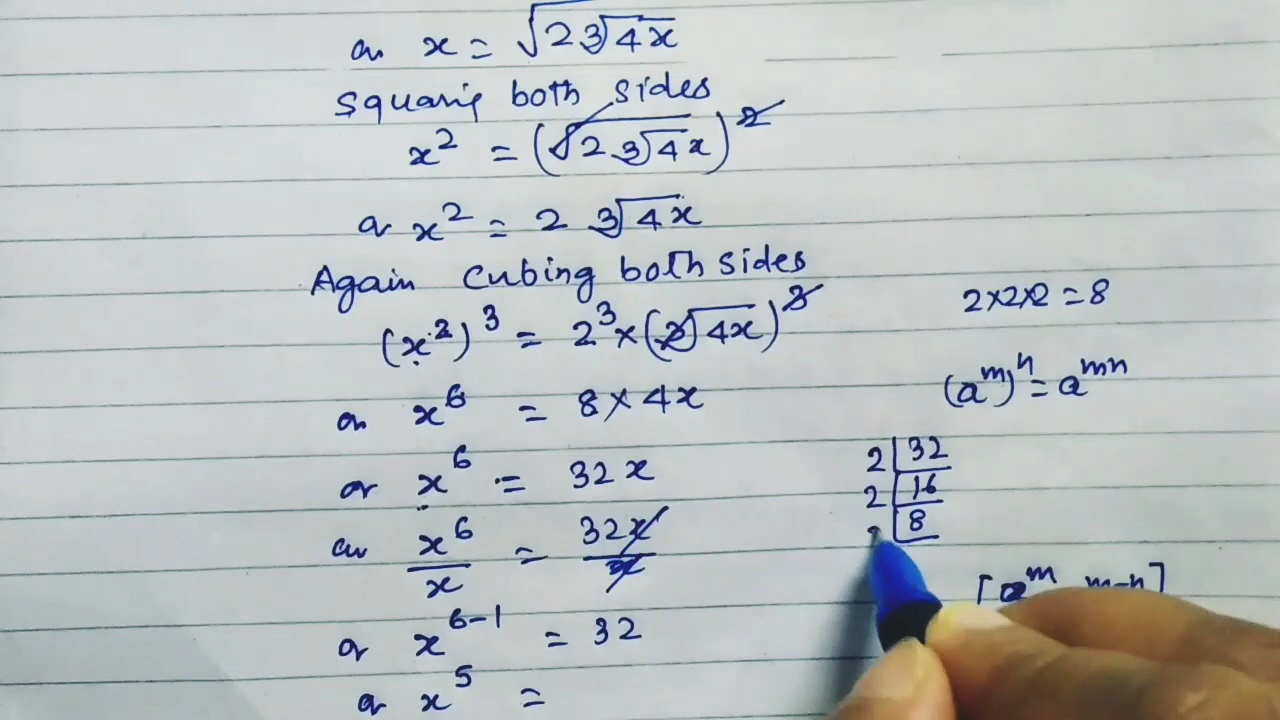 or x = √2∛4x
Squaring both sides
x² = (√2∛4x)²
or x² = 2∛4x
Again Cubing both sides
(x²)³ = 2³×(∛4x)³
2×2×2 = 8
(aᵐ)ⁿ = aᵐⁿ
or x⁶ = 8×4x
2 | 32
or x⁶ = 32x
2 | 16
8
or x⁶/x = 32x/x
[aᵐ m-n]
or x⁶⁻¹ = 32
or x⁵ =